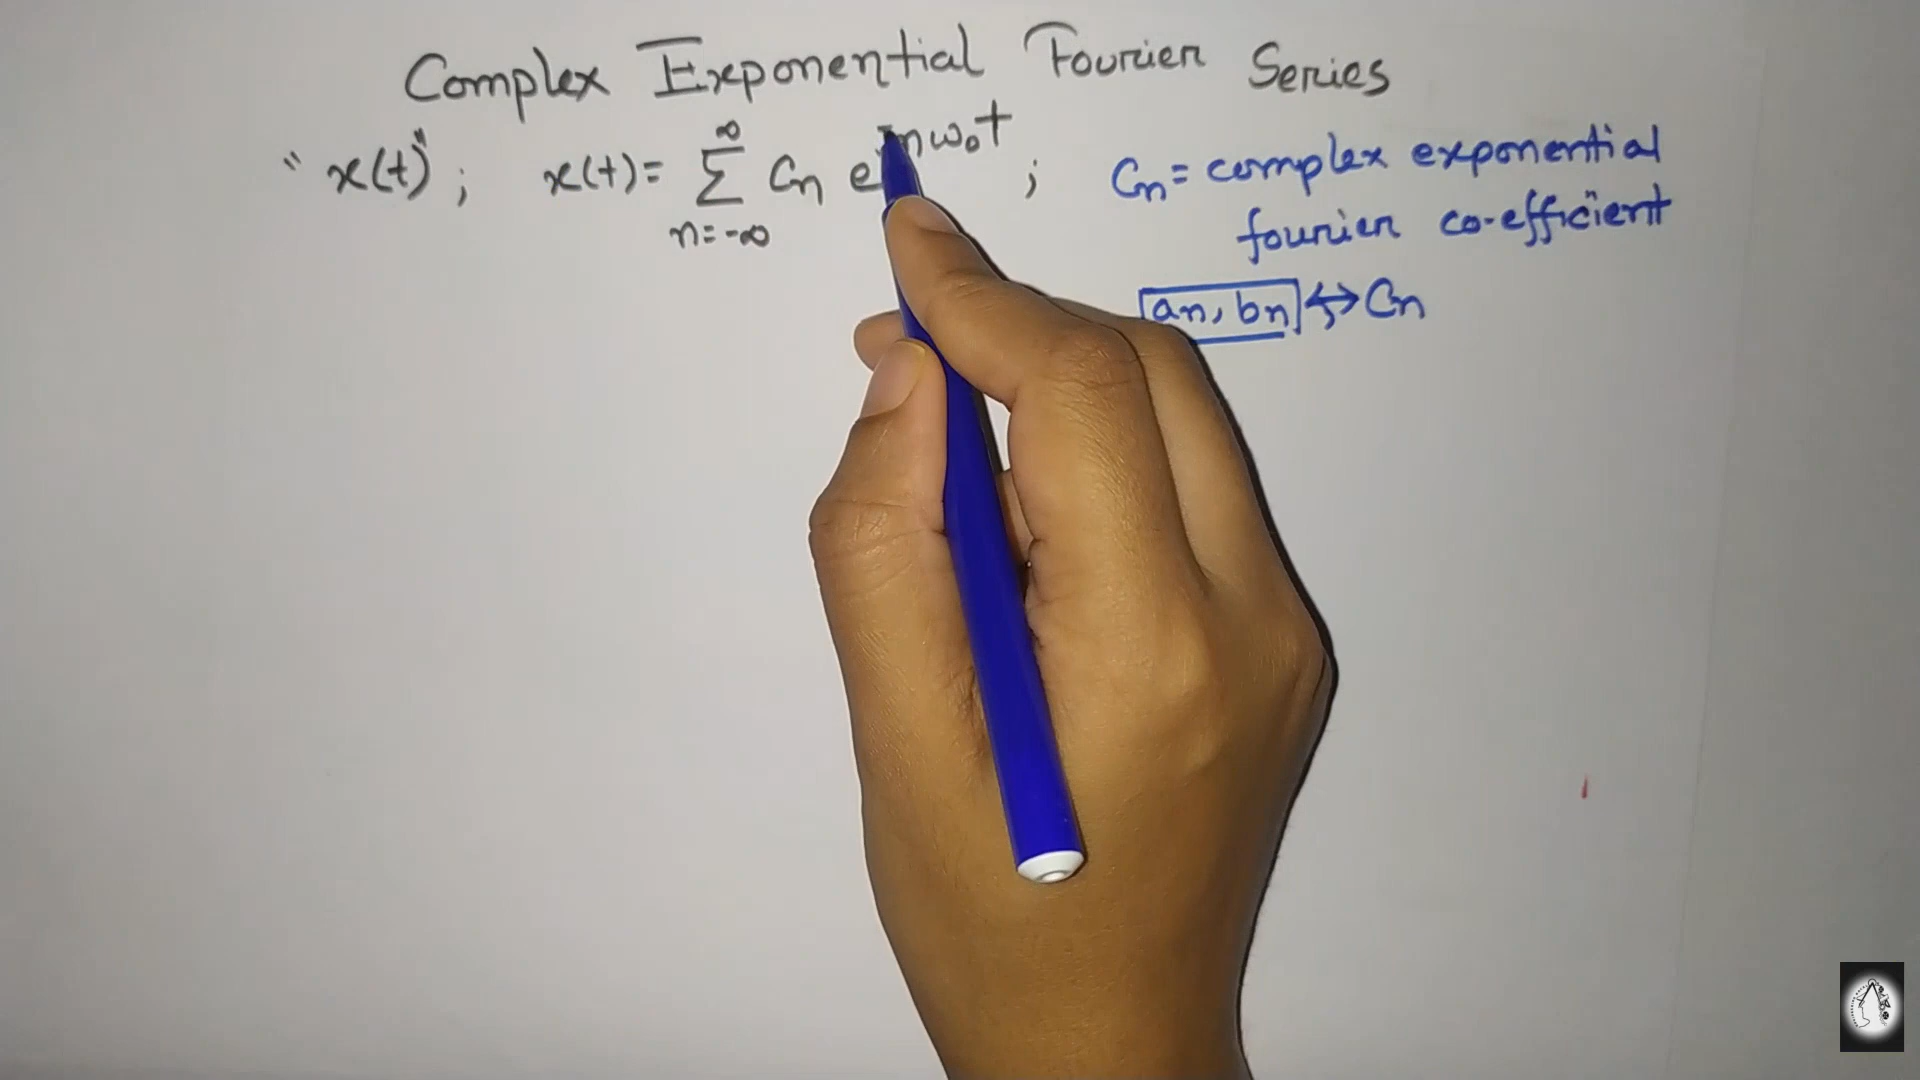 Complex Exponential Fourier Series
"x(t)"; x(t) = ∞ Σ n=-∞ Cn e^jnω₀t ; Cn = complex exponential
fourier co-efficient
an, bn ↔ Cn